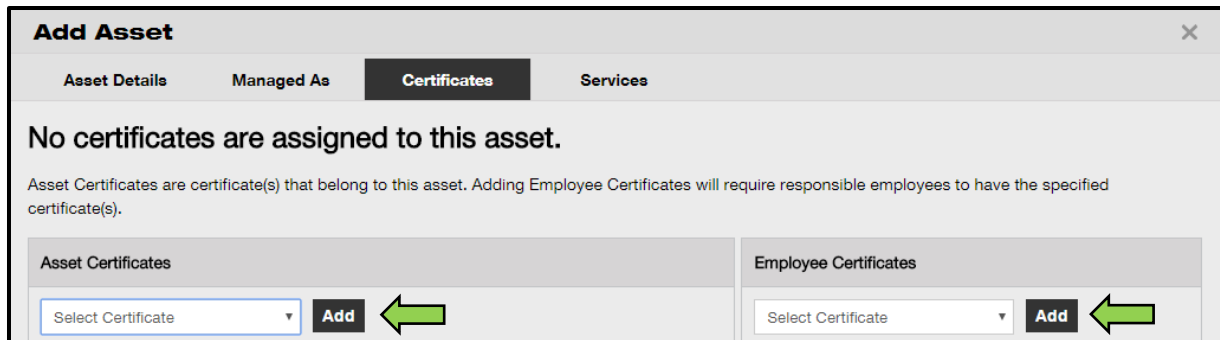 Add Asset
Asset Details Managed As Certificates Services
No certificates are assigned to this asset.
Asset Certificates are certificate(s) that belong to this asset. Adding Employee Certificates will require responsible employees to have the specified
certificate(s).
Asset Certificates Employee Certificates
Select Certificate Add Select Certificate Add